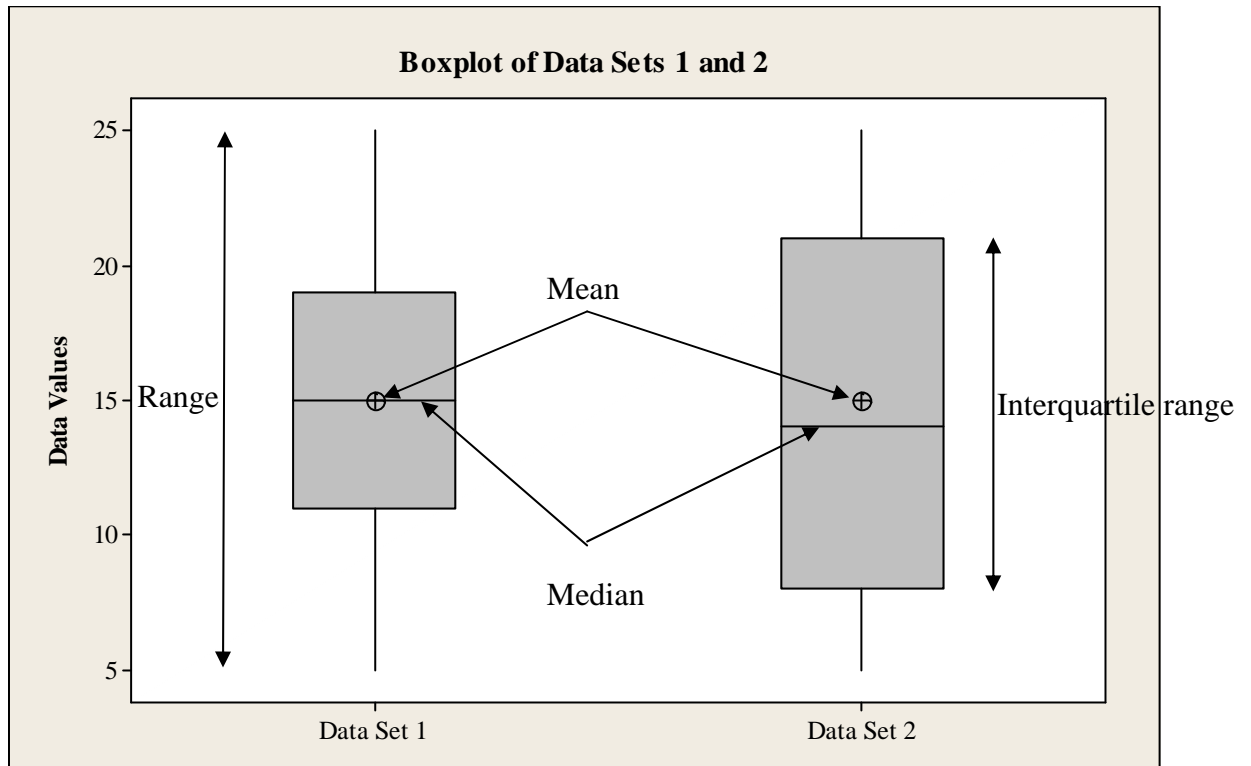 Boxplot of Data Sets 1 and 2
25
20
15
10
5
Data Values
Range
Mean
Median
Interquartile range
Data Set 1
Data Set 2